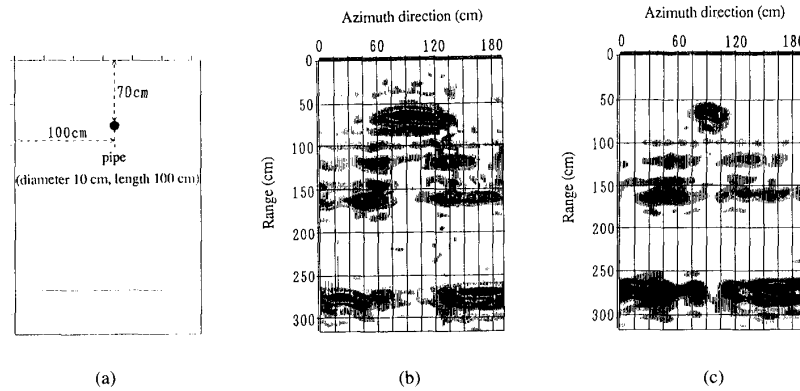 70cm
100cm
pipe
(diameter 10 cm, length 100 cm)
(a)
Azimuth direction (cm)
0 60 120 180
0
50
100
150
200
250
300
Range (cm)
(b)
Azimuth direction (cm)
0 60 120 180
0
50
100
150
200
250
300
Range (cm)
(c)